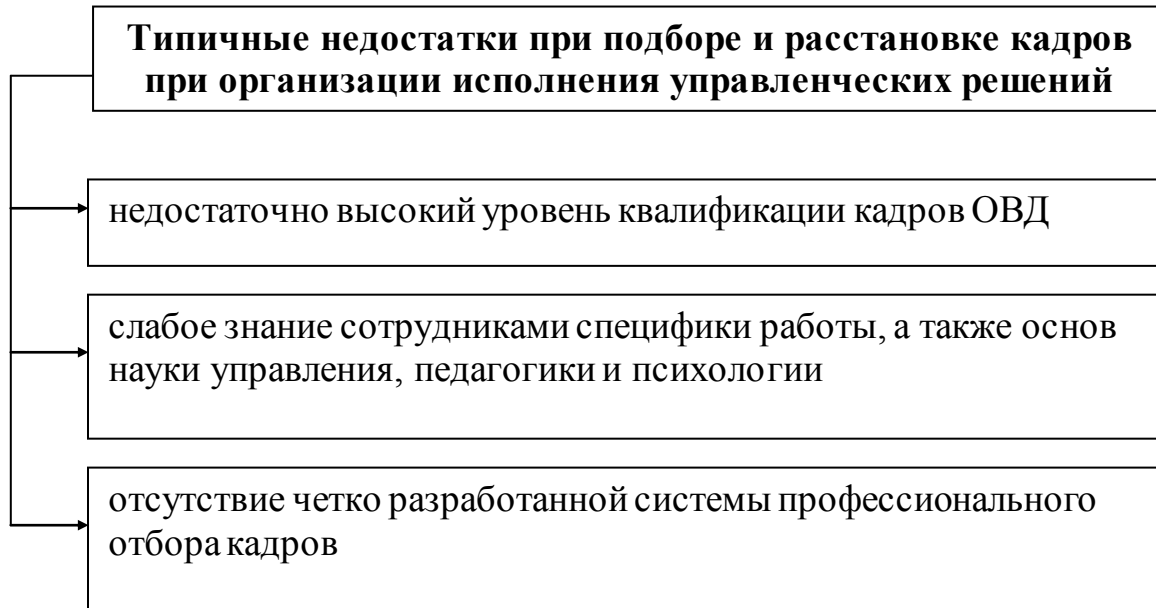 Типичные недостатки при подборе и расстановке кадров
при организации исполнения управленческих решений
недостаточно высокий уровень квалификации кадров ОВД
слабое знание сотрудниками специфики работы, а также основ
науки управления, педагогики и психологии
отсутствие четко разработанной системы профессионального
отбора кадров